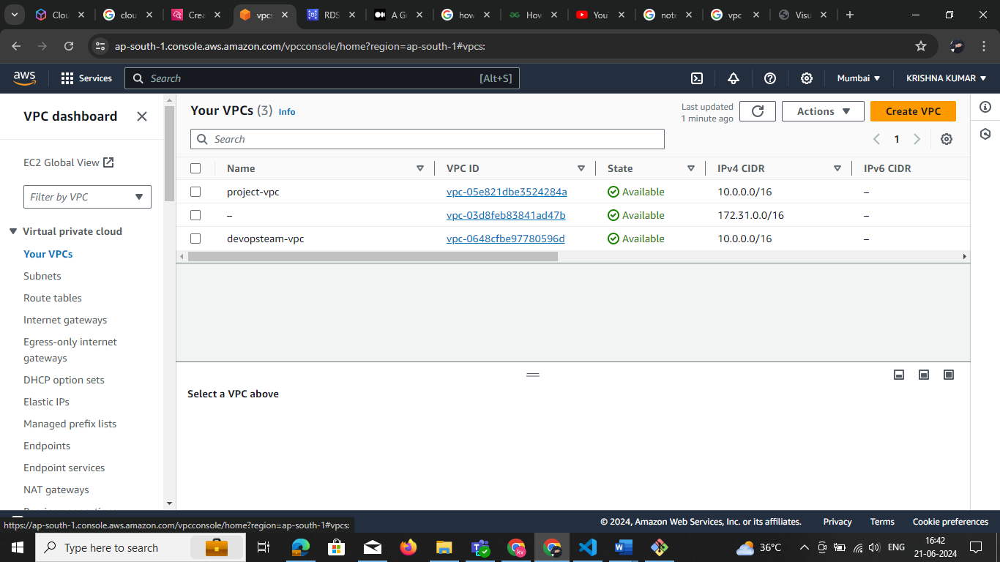 Clou
clou
Crea
vpcs
RDS
A G
how
How
You
note
vpc
Visu
ap-south-1.console.aws.amazon.com/vpcconsole/home?region=ap-south-1#vpcs:
aws
Services
Search
[Alt+S]
Mumbai
KRISHNA KUMAR
VPC dashboard
EC2 Global View
Filter by VPC
Virtual private cloud
Your VPCs
Subnets
Route tables
Internet gateways
Egress-only internet
gateways
DHCP option sets
Elastic IPs
Managed prefix lists
Endpoints
Endpoint services
NAT gateways
Your VPCs (3) Info
Last updated
1 minute ago
Actions
Create VPC
Search
1
Name VPC ID State IPv4 CIDR IPv6 CIDR
project-vpc vpc-05e821dbe3524284a Available 10.0.0.0/16 –
– vpc-03d8feb83841ad47b Available 172.31.0.0/16 –
devopsteam-vpc vpc-0648cfbe97780596d Available 10.0.0.0/16 –
Select a VPC above
https://ap-south-1.console.aws.amazon.com/vpcconsole/home?region=ap-south-1#vpcs:
© 2024, Amazon Web Services, Inc. or its affiliates. Privacy Terms Cookie preferences
Type here to search
36°C
ENG
16:42
21-06-2024